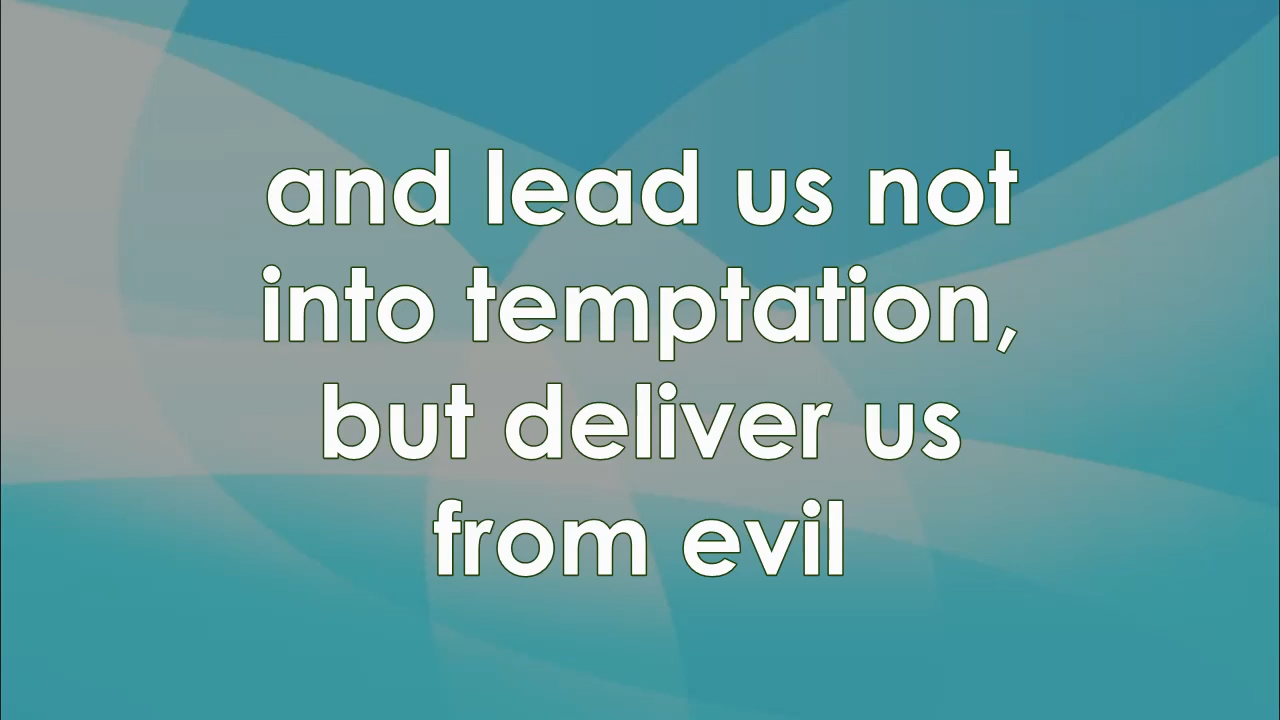 and lead us not
into temptation,
but deliver us
from evil